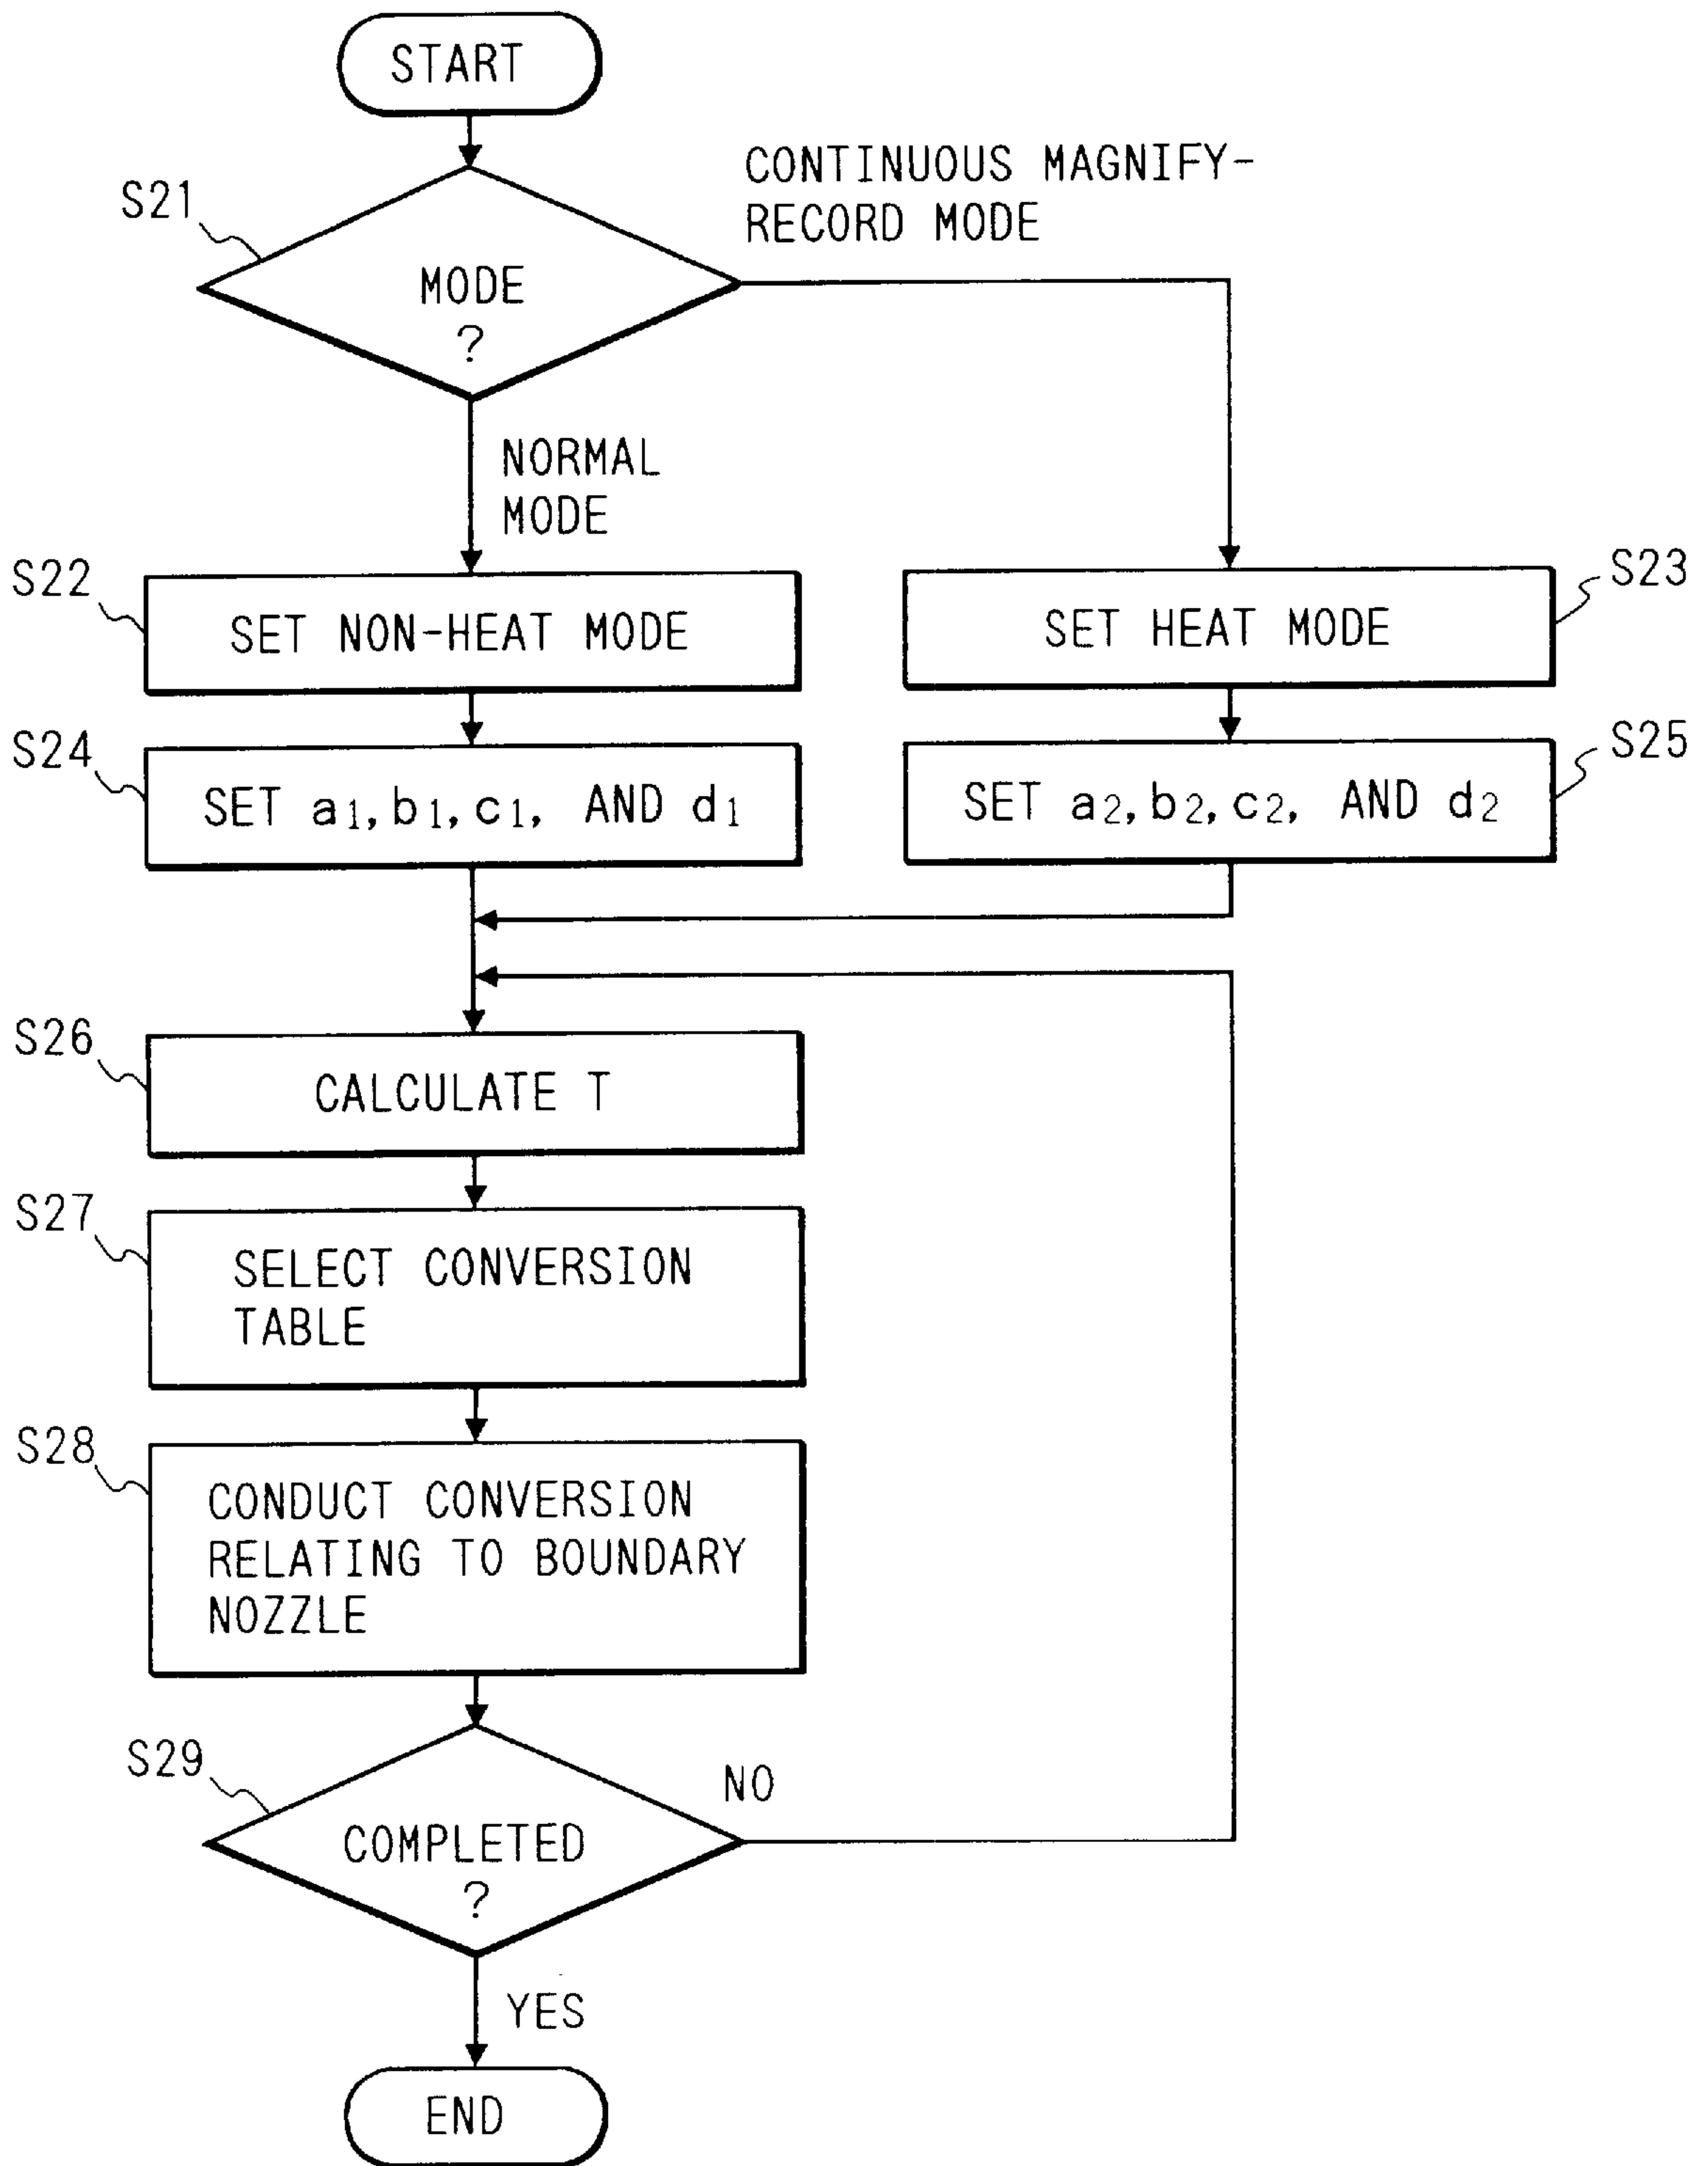 START
CONTINUOUS MAGNIFY-
RECORD MODE
S21
MODE
?
NORMAL
MODE
S22
SET NON-HEAT MODE
S23
SET HEAT MODE
S24
SET a1, b1, c1, AND d1
S25
SET a2, b2, c2, AND d2
S26
CALCULATE T
S27
SELECT CONVERSION
TABLE
S28
CONDUCT CONVERSION
RELATING TO BOUNDARY
NOZZLE
S29
COMPLETED
?
NO
YES
END